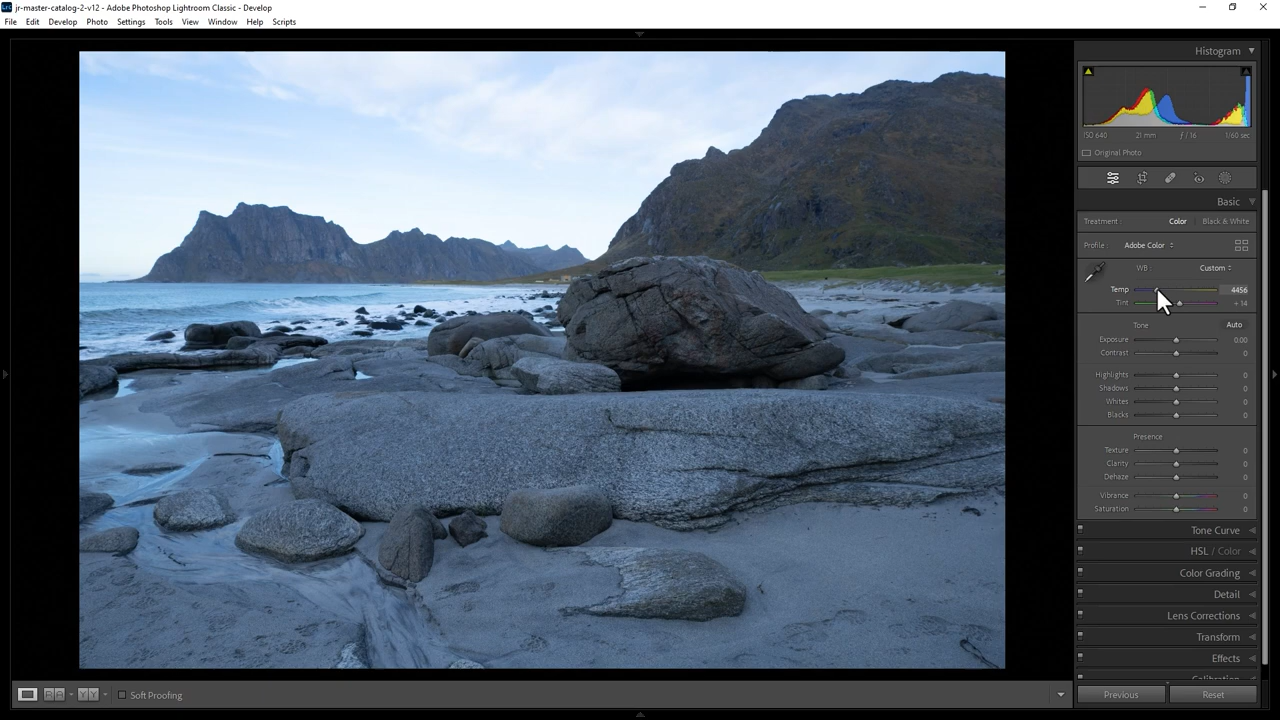 jr-master-catalog-2-v12 - Adobe Photoshop Lightroom Classic - Develop
File Edit Develop Photo Settings Tools View Window Help Scripts
Histogram
ISO 640 21 mm ƒ / 16 1/60 sec
Original Photo
Basic
Treatment : Color Black & White
Profile : Adobe Color
WB : Custom
Temp 4456
Tint + 14
Tone Auto
Exposure 0.00
Contrast 0
Highlights 0
Shadows 0
Whites 0
Blacks 0
Presence
Texture 0
Clarity 0
Dehaze 0
Vibrance 0
Saturation 0
Tone Curve
HSL / Color
Color Grading
Detail
Lens Corrections
Transform
Effects
Soft Proofing
Previous Reset